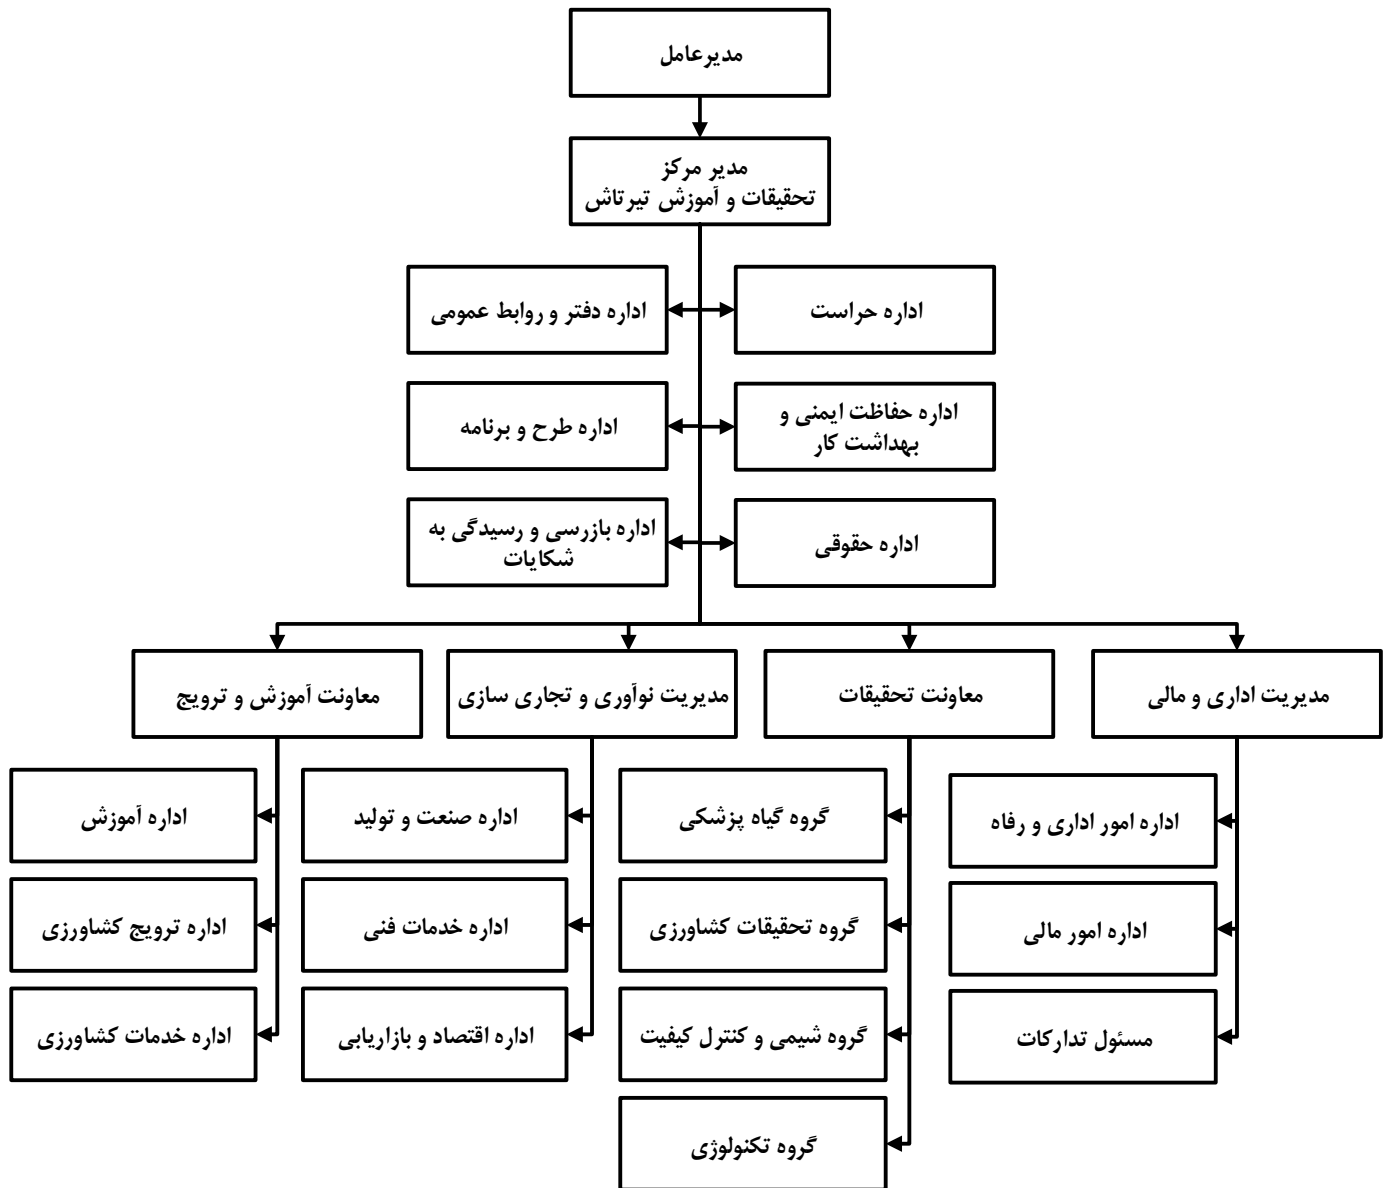 مدیرعامل
مدیر مرکز
تحقیقات و آموزش تیرتاش
اداره حراست
اداره دفتر و روابط عمومی
اداره حفاظت ایمنی و
بهداشت کار
اداره طرح و برنامه
اداره حقوقی
اداره بازرسی و رسیدگی به
شکایات
مدیریت اداری و مالی
معاونت تحقیقات
مدیریت نوآوری و تجاری سازی
معاونت آموزش و ترویج
اداره امور اداری و رفاه
اداره امور مالی
مسئول تدارکات
گروه گیاه پزشکی
گروه تحقیقات کشاورزی
گروه شیمی و کنترل کیفیت
گروه تکنولوژی
اداره صنعت و تولید
اداره خدمات فنی
اداره اقتصاد و بازاریابی
اداره آموزش
اداره ترویج کشاورزی
اداره خدمات کشاورزی